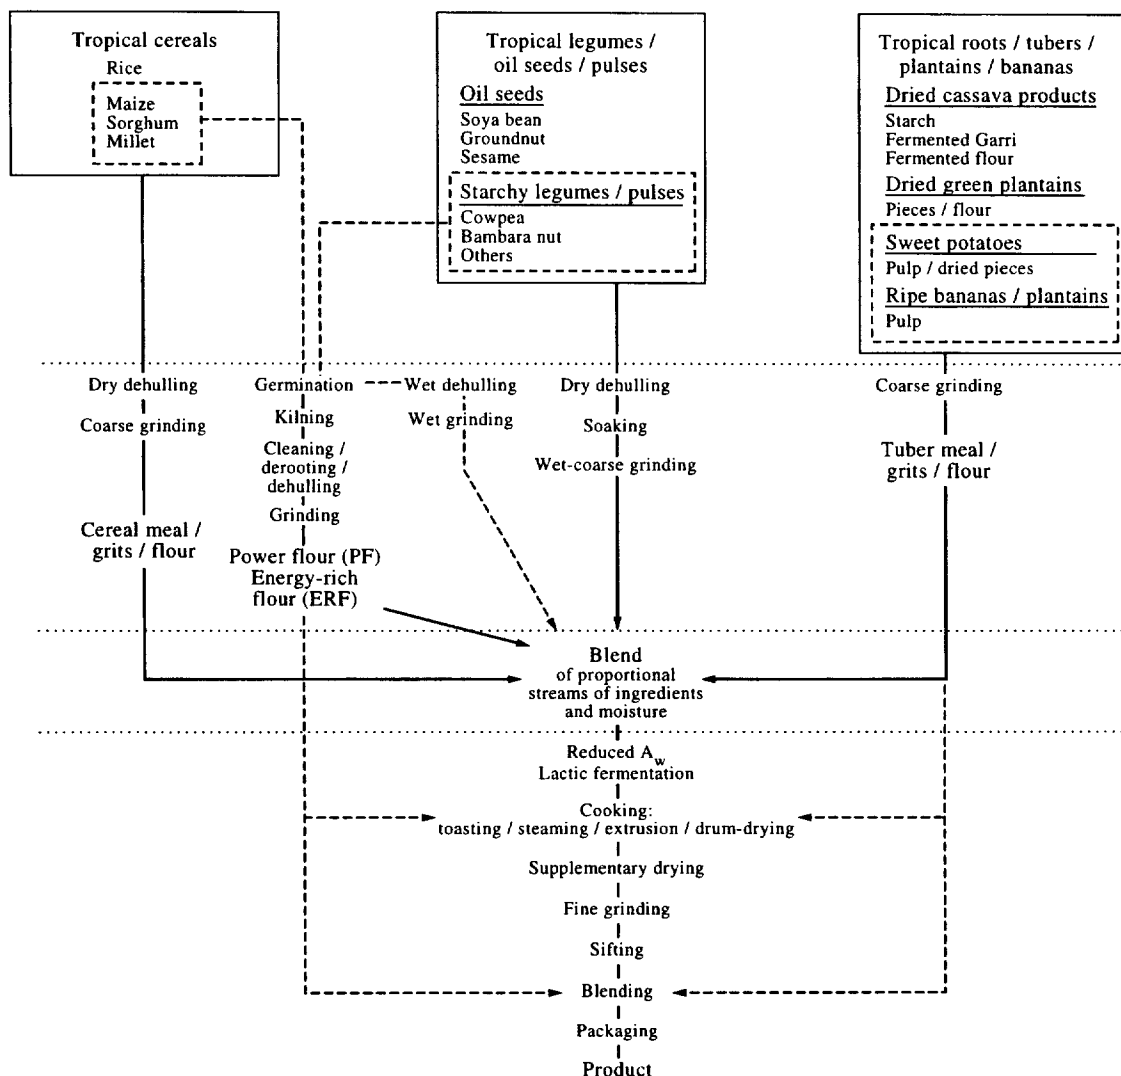 Tropical cereals
Rice
Maize
Sorghum
Millet
Tropical legumes /
oil seeds / pulses
Oil seeds
Soya bean
Groundnut
Sesame
Starchy legumes / pulses
Cowpea
Bambara nut
Others
Tropical roots / tubers /
plantains / bananas
Dried cassava products
Starch
Fermented Garri
Fermented flour
Dried green plantains
Pieces / flour
Sweet potatoes
Pulp / dried pieces
Ripe bananas / plantains
Pulp
Dry dehulling
Coarse grinding
Cereal meal /
grits / flour
Germination
Kilning
Cleaning /
derooting /
dehulling
Grinding
Power flour (PF)
Energy-rich
flour (ERF)
Wet dehulling
Wet grinding
Dry dehulling
Soaking
Wet-coarse grinding
Coarse grinding
Tuber meal /
grits / flour
Blend
of proportional
streams of ingredients
and moisture
Reduced A_w
Lactic fermentation
Cooking:
toasting / steaming / extrusion / drum-drying
Supplementary drying
Fine grinding
Sifting
Blending
Packaging
Product